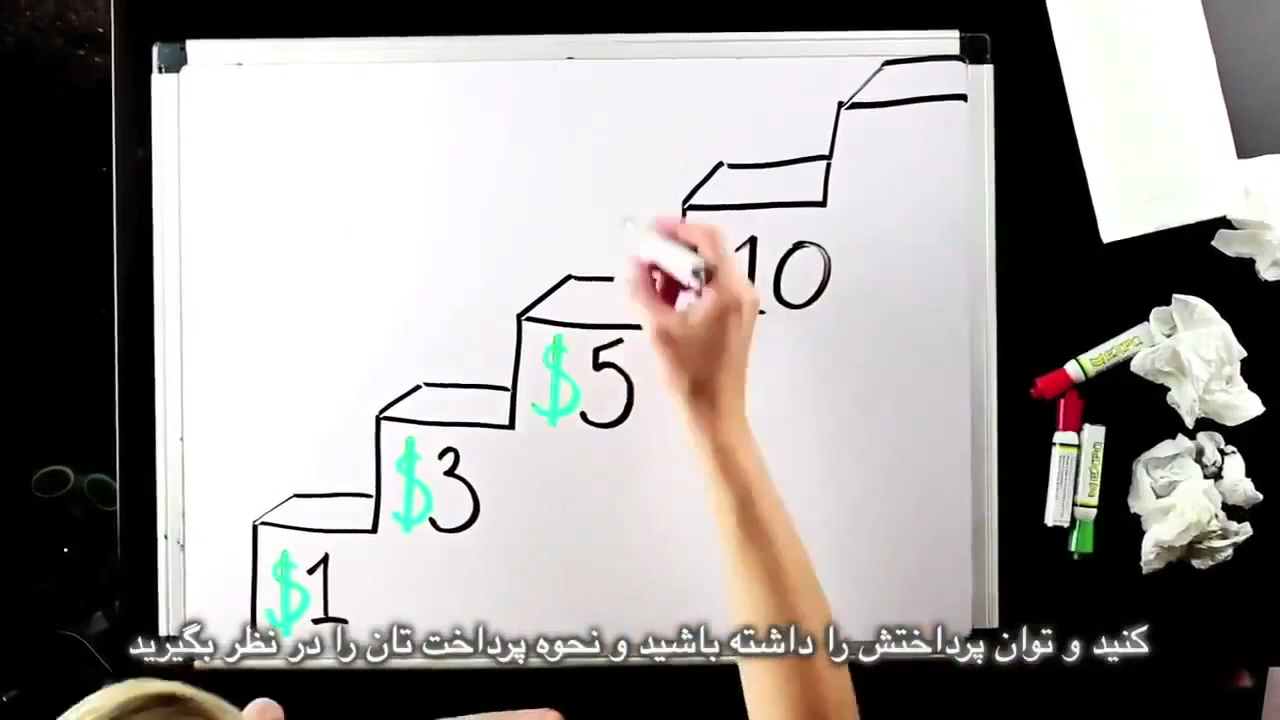 10
$5
$3
$1
کنید و توان پرداختش را داشته باشید و نحوه پرداخت تان را در نظر بگیرید